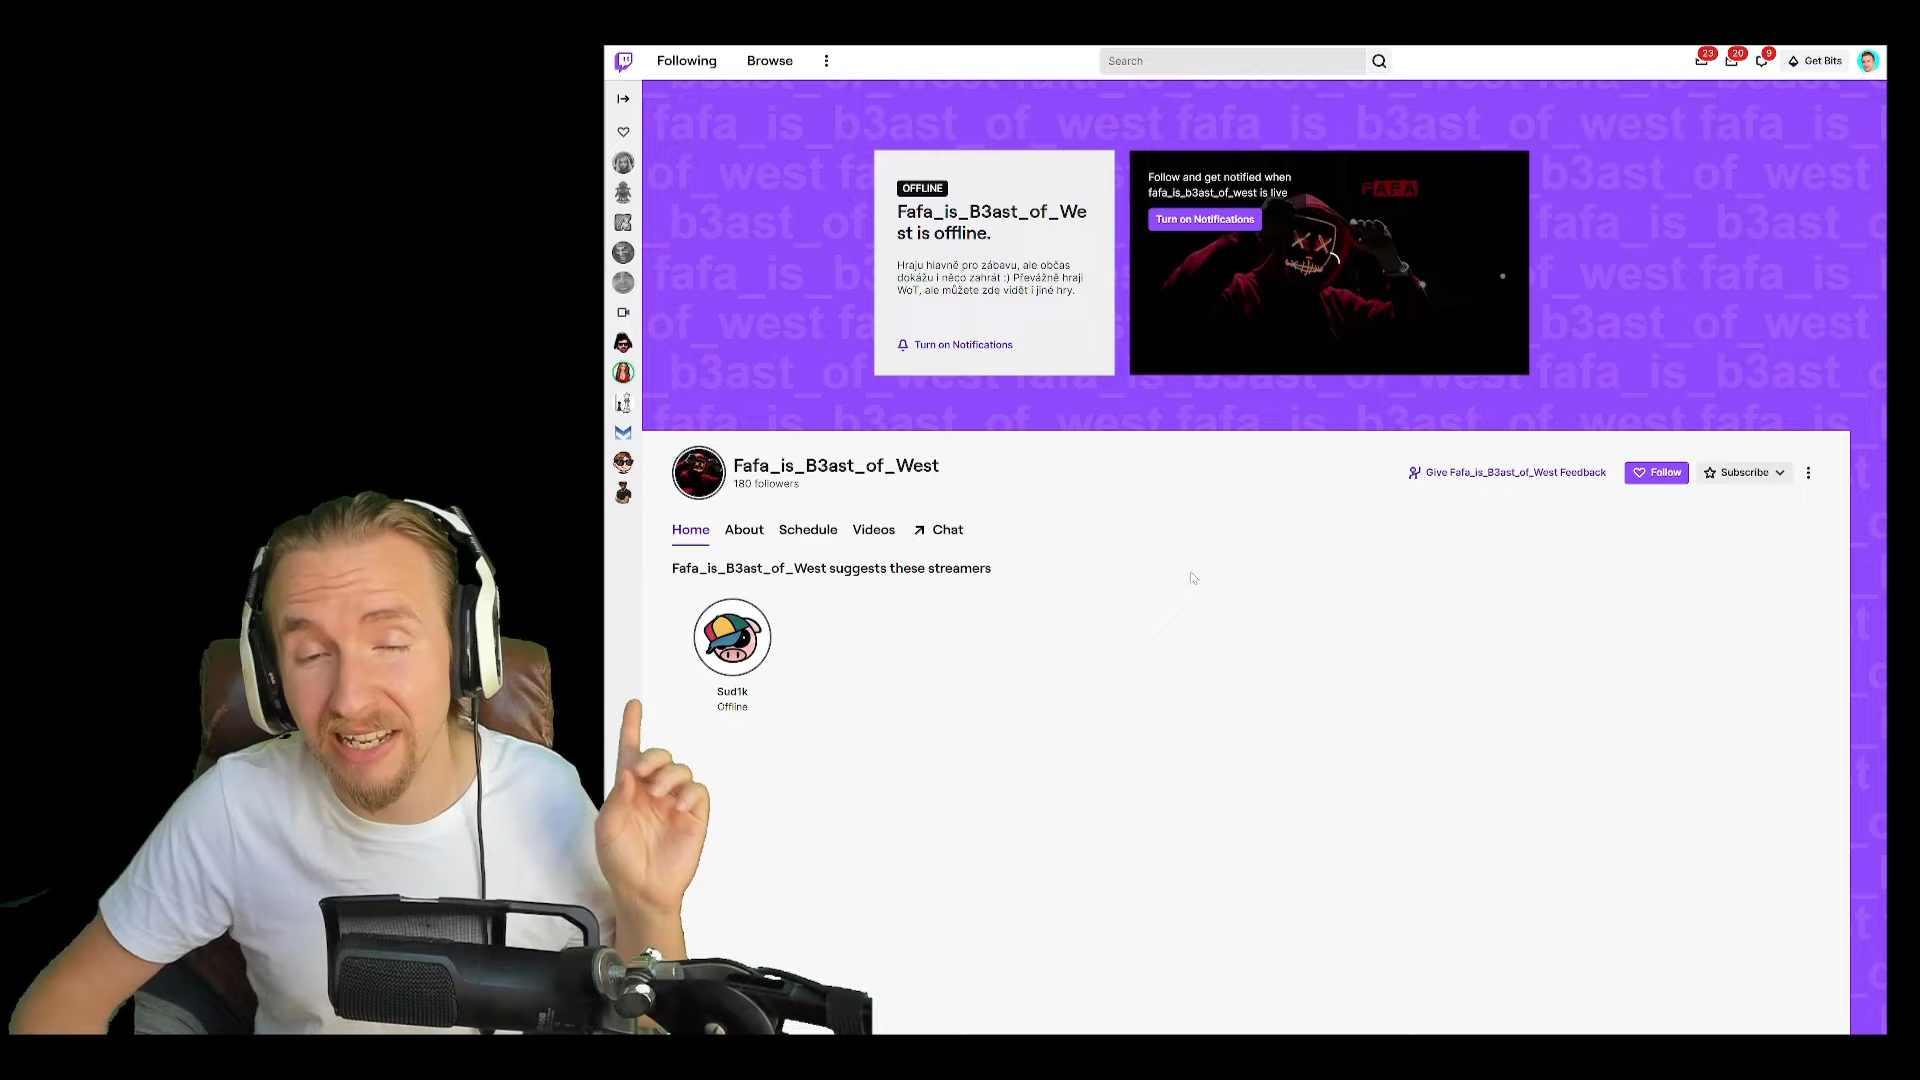 Following
Browse
Search
23
20
9
Get Bits
fafa_is_b3ast_of_west fafa_is
of_west
OFFLINE
Fafa_is_B3ast_of_We
st is offline.
Hraju hlavně pro zábavu, ale občas
dokážu i něco zahrát :) Převážně hraji
WoT, ale můžete zde vidět i jiné hry.
Turn on Notifications
Follow and get notified when
fafa_is_b3ast_of_west is live
Turn on Notifications
FAFA
Fafa_is_B3ast_of_West
180 followers
Give Fafa_is_B3ast_of_West Feedback
Follow
Subscribe
Home
About
Schedule
Videos
Chat
Fafa_is_B3ast_of_West suggests these streamers
Sud1k
Offline